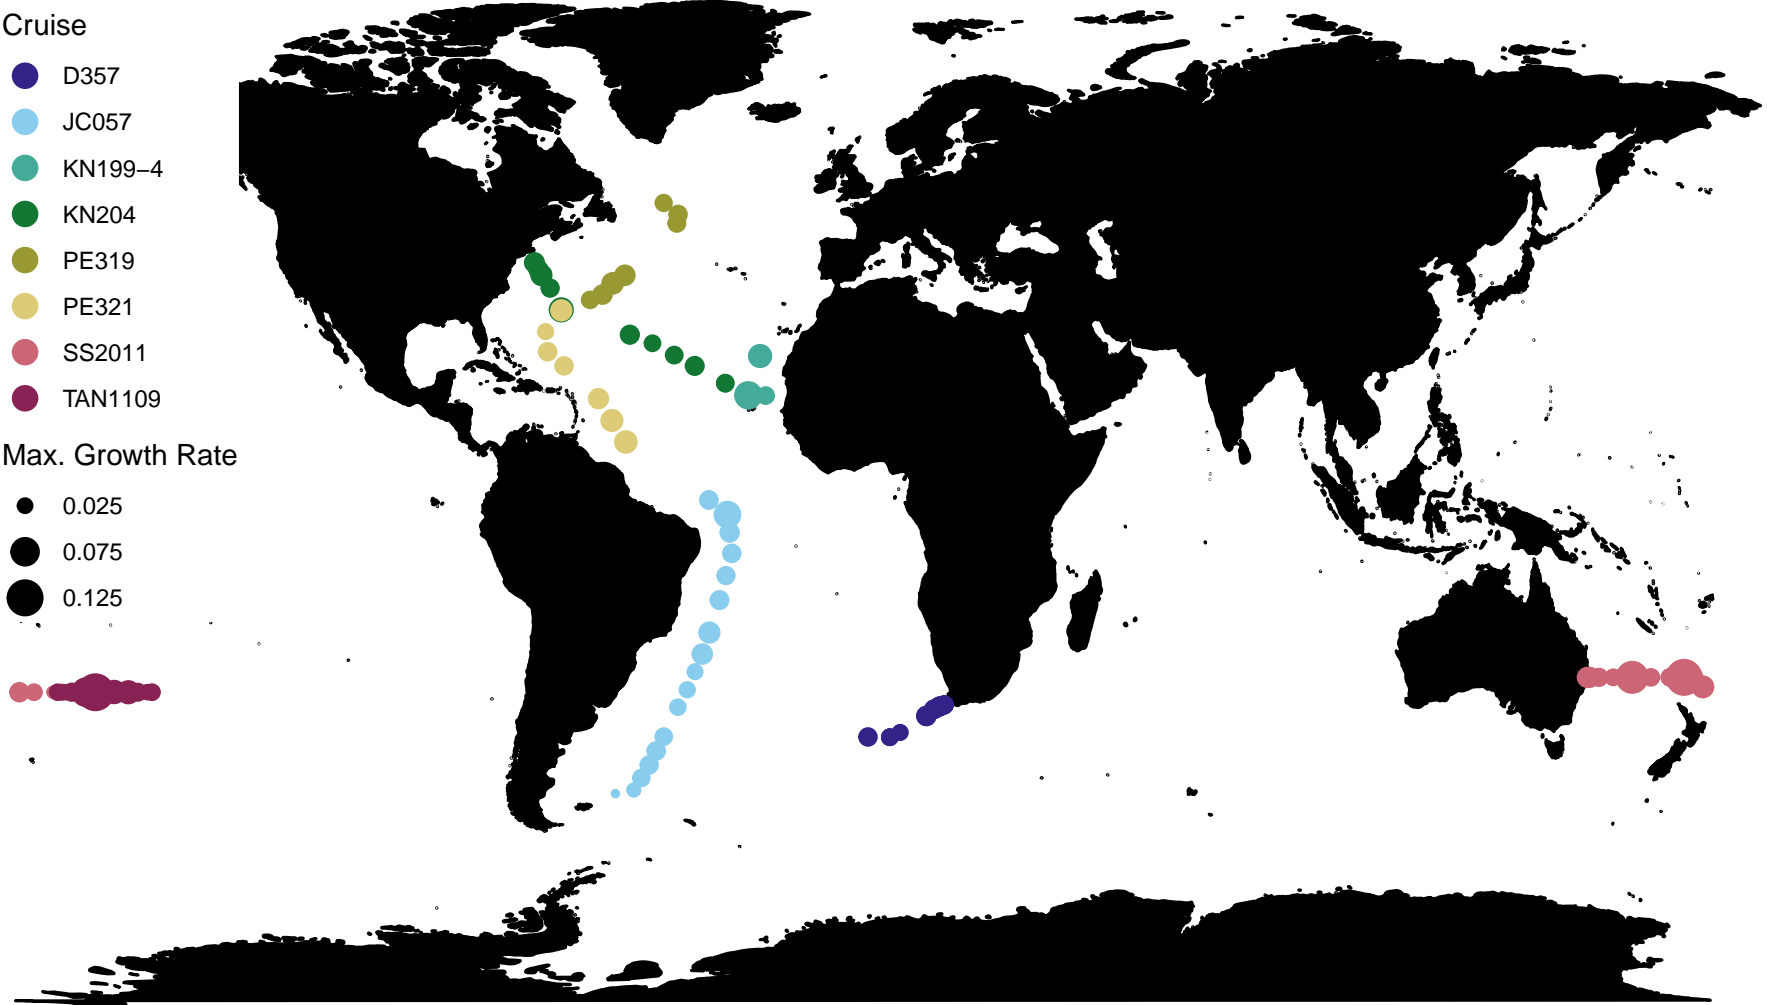 Cruise
D357
JC057
KN199−4
KN204
PE319
PE321
SS2011
TAN1109
Max. Growth Rate
0.025
0.075
0.125